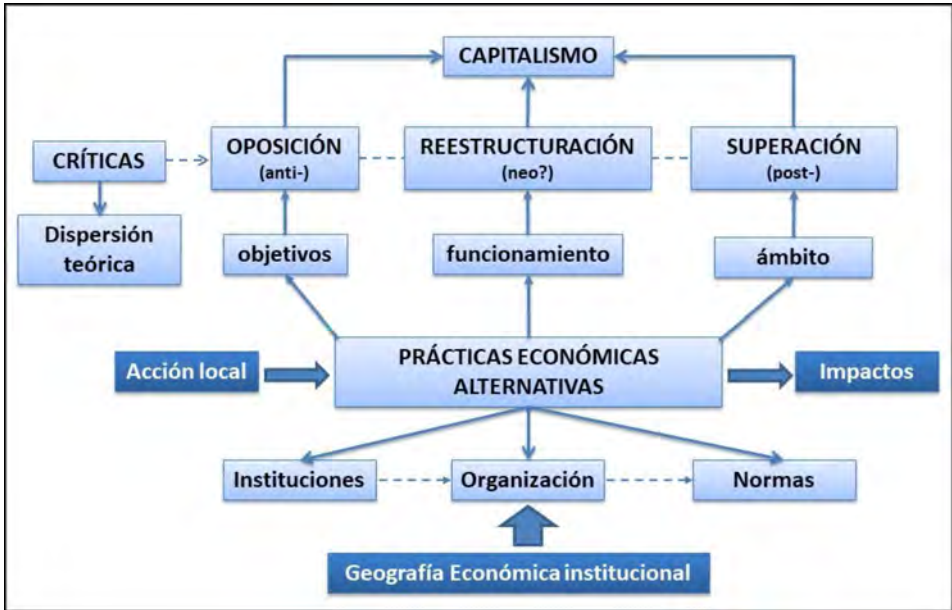 CAPITALISMO
CRÍTICAS
OPOSICIÓN
(anti-)
REESTRUCTURACIÓN
(neo?)
SUPERACIÓN
(post-)
Dispersión
teórica
objetivos
funcionamiento
ámbito
Acción local
PRÁCTICAS ECONÓMICAS
ALTERNATIVAS
Impactos
Instituciones
Organización
Normas
Geografía Económica institucional